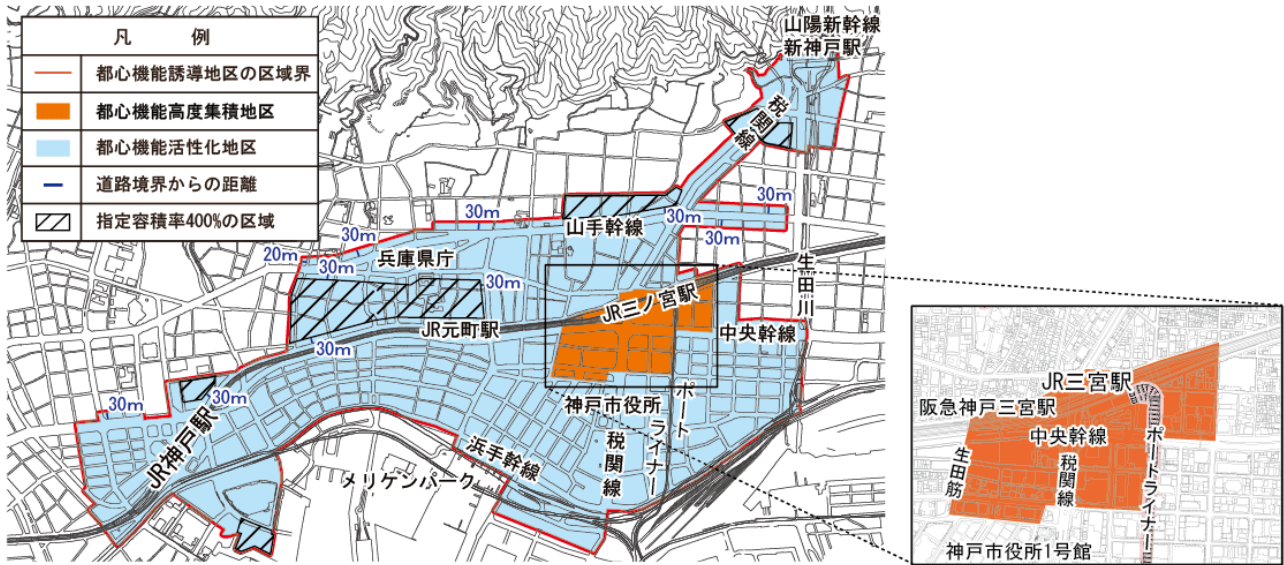 凡 例
都心機能誘導地区の区域界
都心機能高度集積地区
都心機能活性化地区
道路境界からの距離
指定容積率400%の区域
山陽新幹線
新神戸駅
税関線
30m
山手幹線
30m
30m
30m
兵庫県庁
20m
30m
30m
JR三ノ宮駅
生田川
JR元町駅
中央幹線
30m
30m
30m
神戸市役所
ポートライナー
税関線
JR神戸駅
浜手幹線
メリケンパーク
JR三宮駅
阪急神戸三宮駅
中央幹線
生田筋
税関線
ポートライナー
神戸市役所1号館